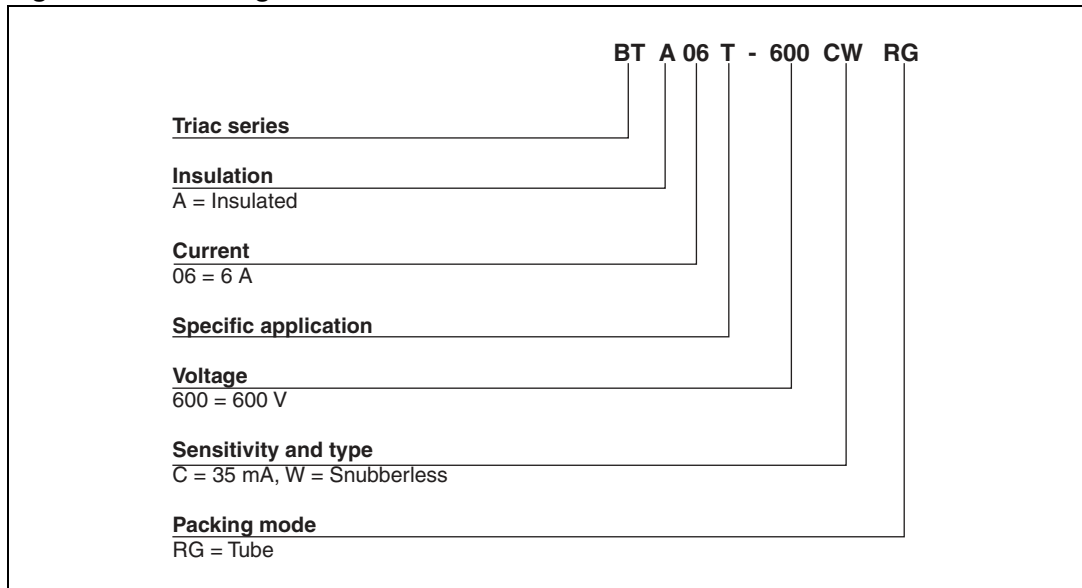 BT A 06 T - 600 CW RG
Triac series
Insulation
A = Insulated
Current
06 = 6 A
Specific application
Voltage
600 = 600 V
Sensitivity and type
C = 35 mA, W = Snubberless
Packing mode
RG = Tube